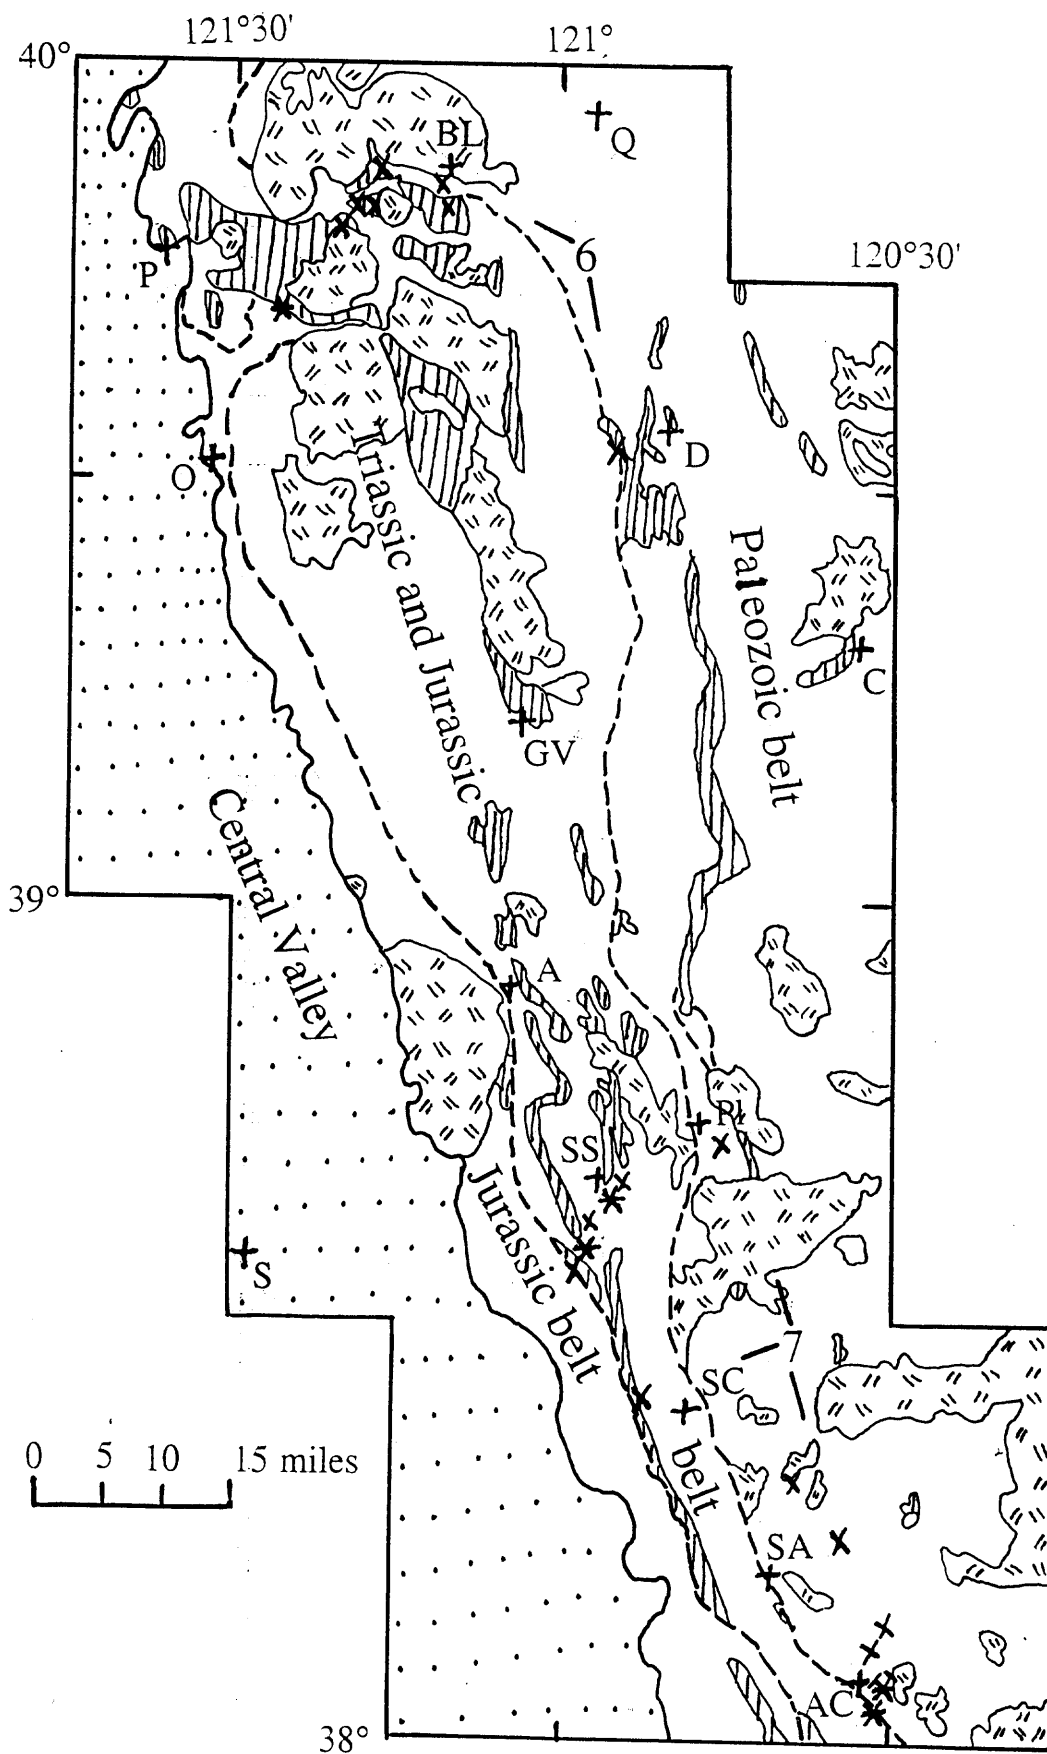 121°30'
121°
40°
BL
Q
P
6
120°30'
O
D
Triassic and Jurassic
Paleozoic belt
C
GV
Central Valley
39°
A
Pl
SS
S
Jurassic belt
7
SC
0 5 10 15 miles
belt
SA
AC
38°